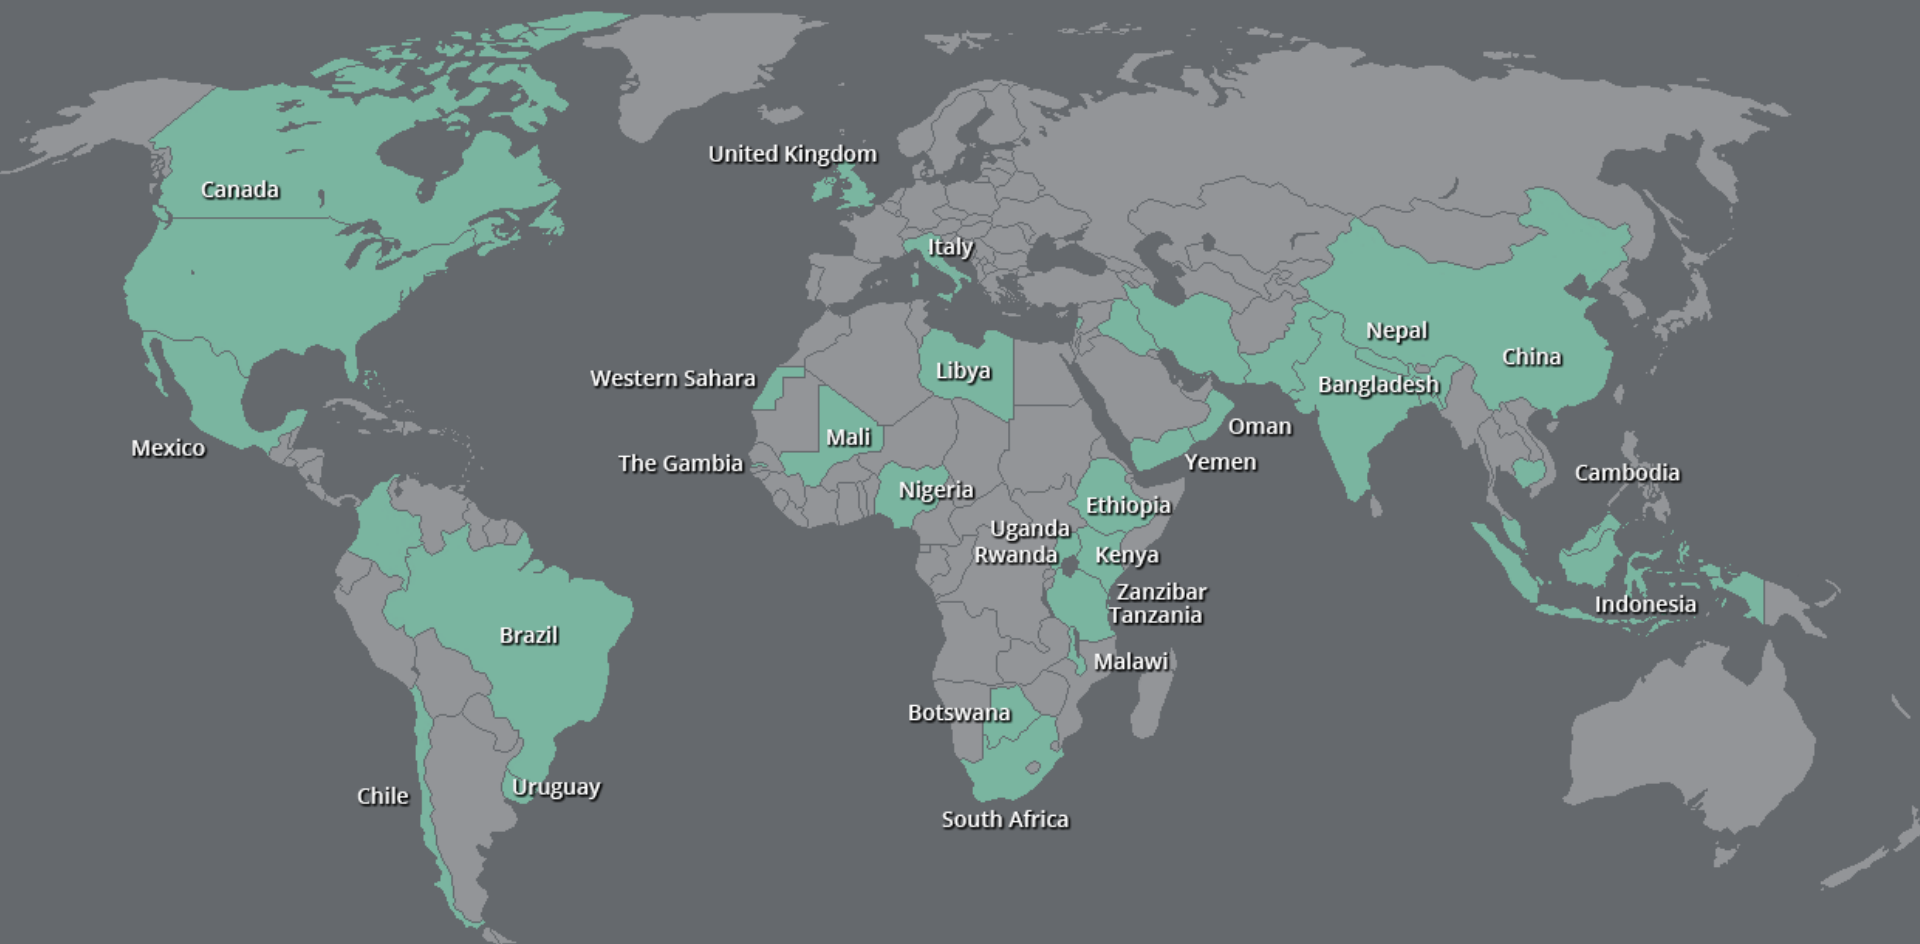 United Kingdom
Canada
Italy
Nepal
China
Western Sahara
Libya
Bangladesh
Mexico
Mali
Oman
The Gambia
Yemen
Cambodia
Nigeria
Ethiopia
Uganda
Rwanda
Kenya
Zanzibar
Tanzania
Indonesia
Brazil
Malawi
Botswana
Chile
Uruguay
South Africa